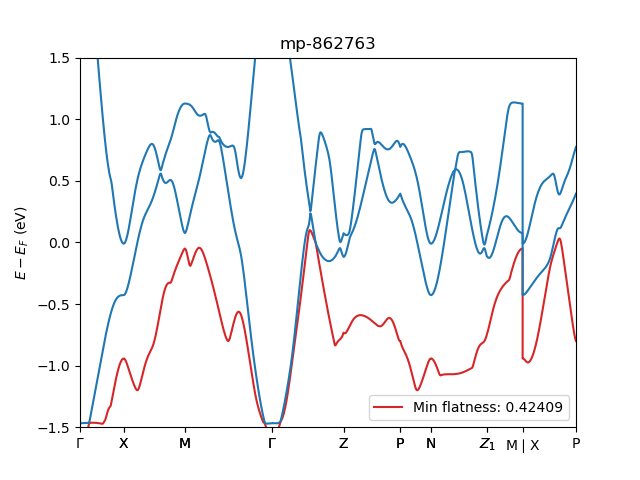 mp-862763
E − E_F (eV)
1.5
1.0
0.5
0.0
−0.5
−1.0
−1.5
Min flatness: 0.42409
Γ X M Γ Z P N Z₁ M | X P